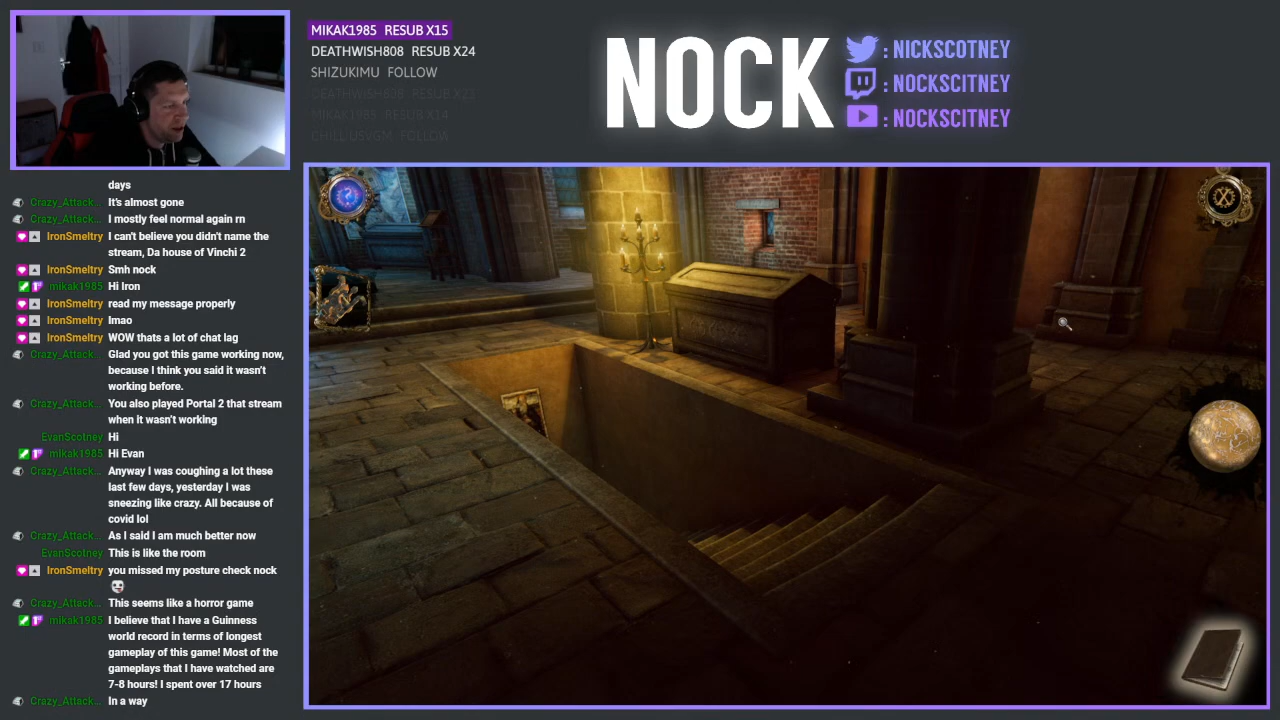 MIKAK1985 RESUB X15
DEATHWISH808 RESUB X24
SHIZUKIMU FOLLOW
DEATHWISH808 RESUB X23
MIKAK1985 RESUB X14
CHILLIUSVGM FOLLOW
NOCK
: NICKSCOTNEY
: NOCKSCITNEY
: NOCKSCITNEY
days
Crazy_Attack... It's almost gone
Crazy_Attack... I mostly feel normal again rn
IronSmeltry I can't believe you didn't name the
stream, Da house of Vinchi 2
IronSmeltry Smh nock
mikak1985 Hi Iron
IronSmeltry read my message properly
IronSmeltry lmao
IronSmeltry WOW thats a lot of chat lag
Crazy_Attack... Glad you got this game working now,
because I think you said it wasn't
working before.
Crazy_Attack... You also played Portal 2 that stream
when it wasn't working
EvanScotney Hi
mikak1985 Hi Evan
Crazy_Attack... Anyway I was coughing a lot these
last few days, yesterday I was
sneezing like crazy. All because of
covid lol
Crazy_Attack... As I said I am much better now
EvanScotney This is like the room
IronSmeltry you missed my posture check nock
Crazy_Attack... This seems like a horror game
mikak1985 I believe that I have a Guinness
world record in terms of longest
gameplay of this game! Most of the
gameplays that I have watched are
7-8 hours! I spent over 17 hours
Crazy_Attack... In a way